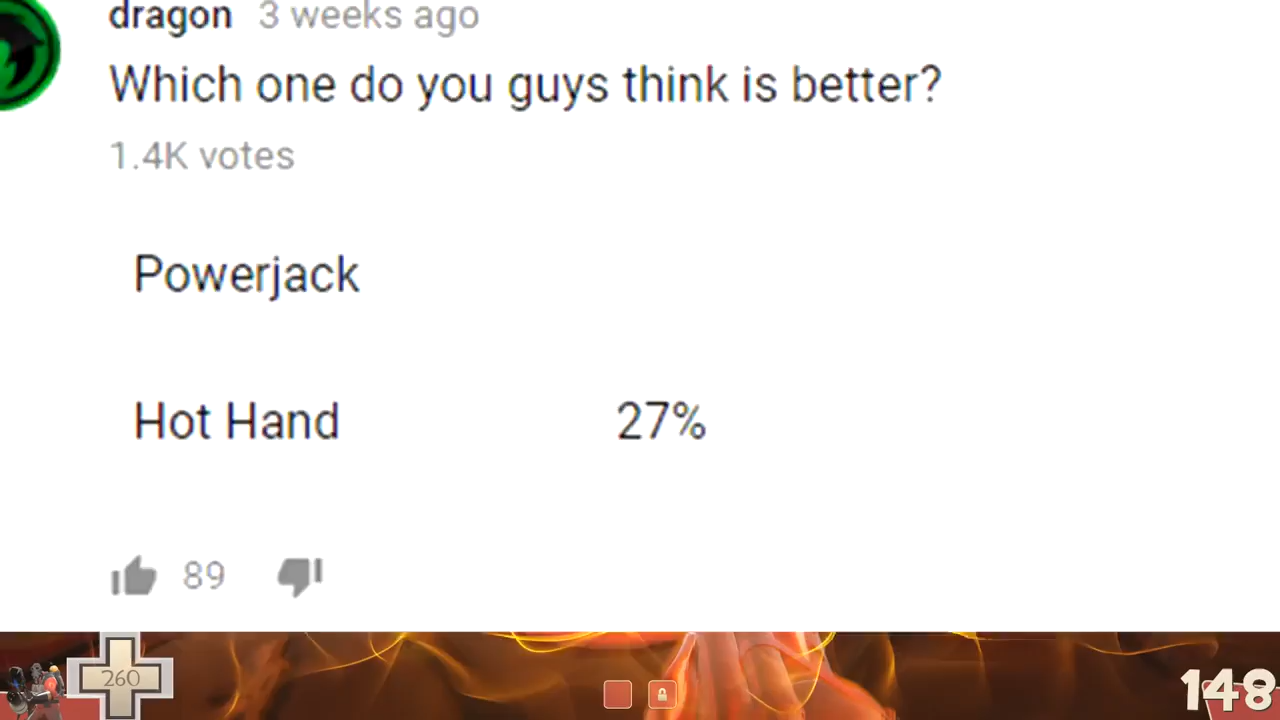 dragon 3 weeks ago
Which one do you guys think is better?
1.4K votes
Powerjack
Hot Hand 27%
89
260
148